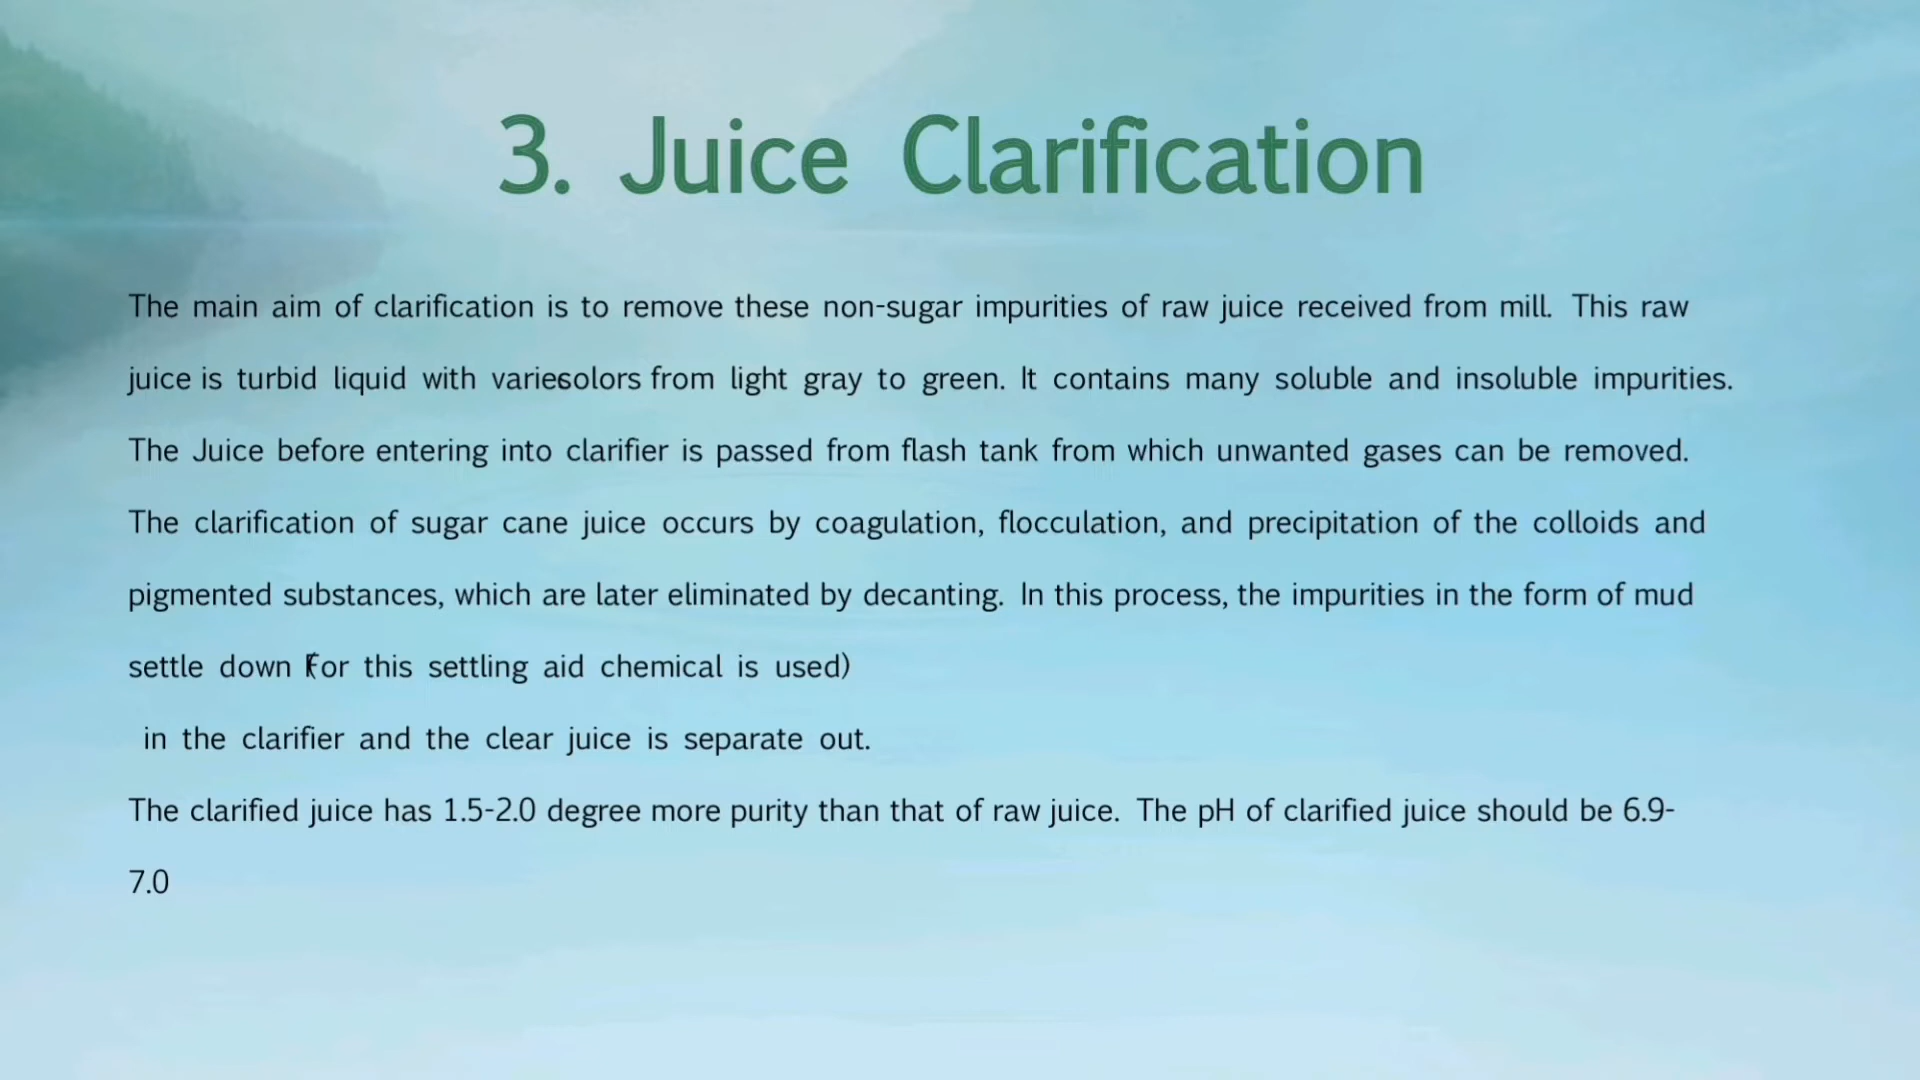 3. Juice Clarification
The main aim of clarification is to remove these non-sugar impurities of raw juice received from mill. This raw
juice is turbid liquid with varies colors from light gray to green. It contains many soluble and insoluble impurities.
The Juice before entering into clarifier is passed from flash tank from which unwanted gases can be removed.
The clarification of sugar cane juice occurs by coagulation, flocculation, and precipitation of the colloids and
pigmented substances, which are later eliminated by decanting. In this process, the impurities in the form of mud
settle down (For this settling aid chemical is used)
in the clarifier and the clear juice is separate out.
The clarified juice has 1.5-2.0 degree more purity than that of raw juice. The pH of clarified juice should be 6.9-
7.0